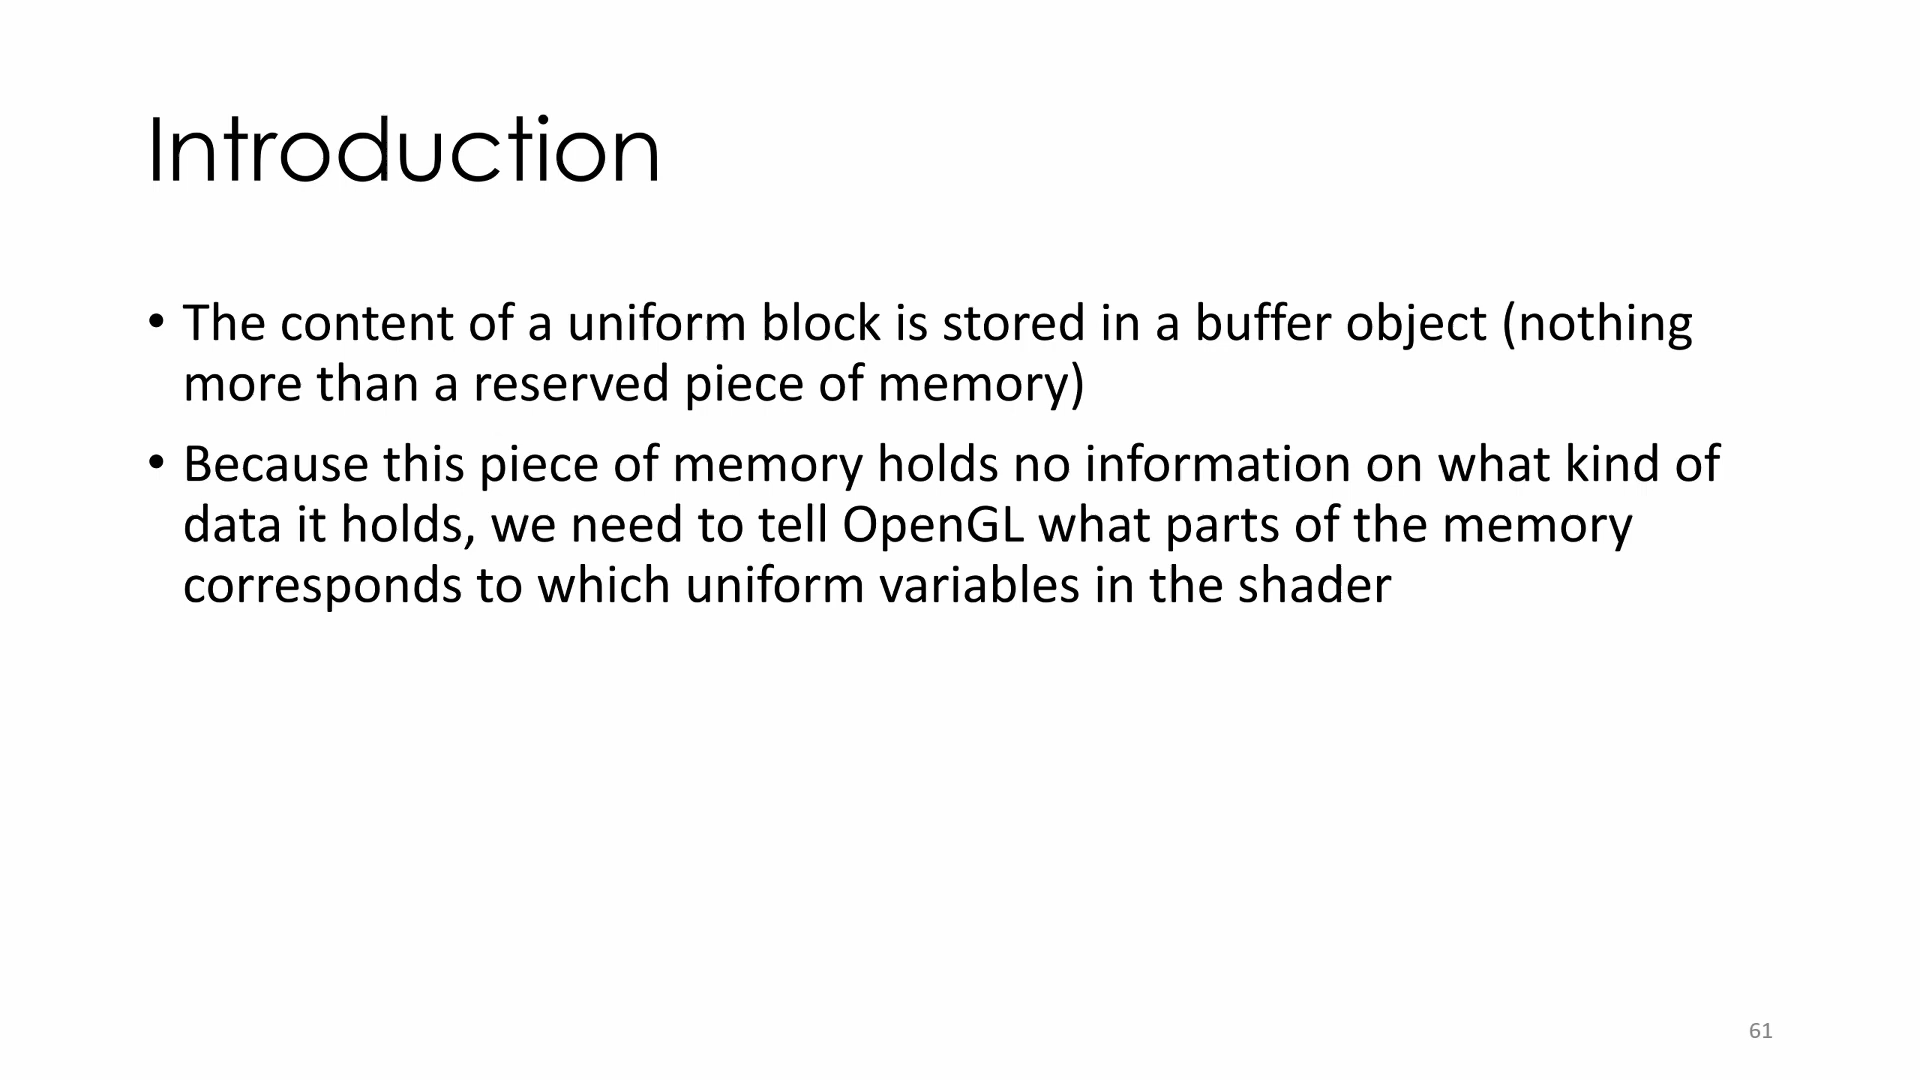 Introduction
• The content of a uniform block is stored in a buffer object (nothing
more than a reserved piece of memory)
• Because this piece of memory holds no information on what kind of
data it holds, we need to tell OpenGL what parts of the memory
corresponds to which uniform variables in the shader
61